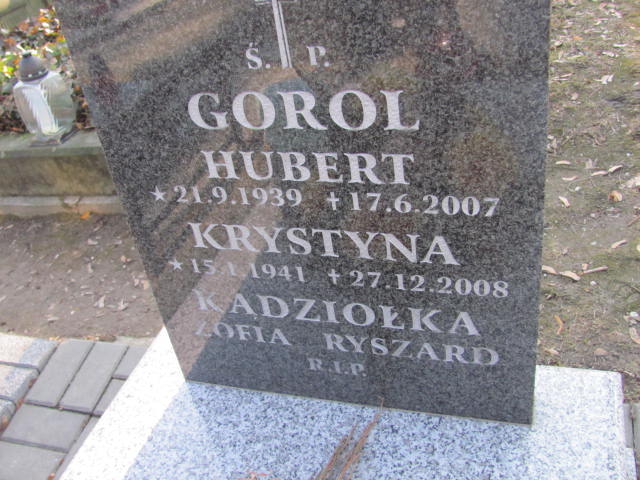 Ś. P.
GOROL
HUBERT
★ 21.9.1939 ✝ 17.6.2007
KRYSTYNA
★ 15.1.1941 ✝ 27.12.2008
KADZIOŁKA
ZOFIA RYSZARD
R.I.P.